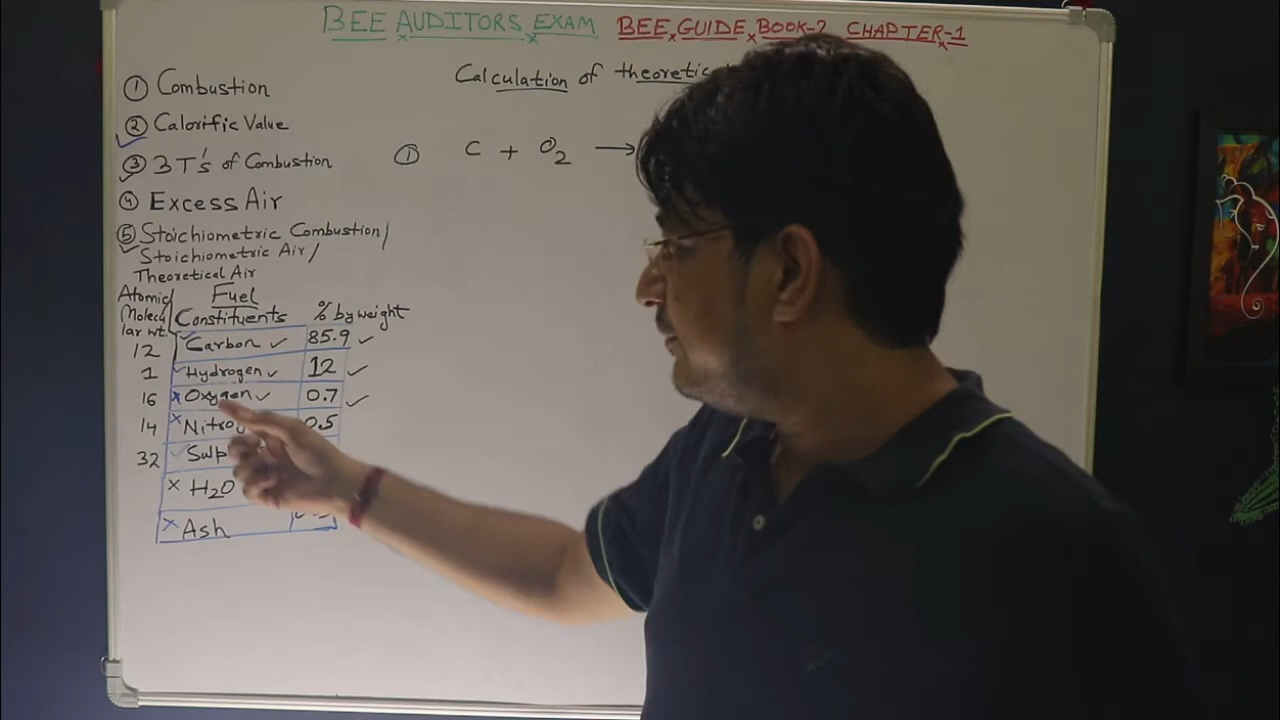 BEE AUDITORS EXAM BEE GUIDE BOOK-2 CHAPTER-1
Calculation of
① Combustion
② Calorific Value
③ 3 T's of Combustion
④ Excess Air
⑤ Stoichiometric Combustion/
Stoichiometric Air/
Theoretical Air
① C + O2 →
Atomic/
Molecu
lar wt.
Fuel
Constituents % by weight
12 Carbon 85.9
1 Hydrogen 12
16 Oxygen 0.7
14 0.5
32
H2O
Ash